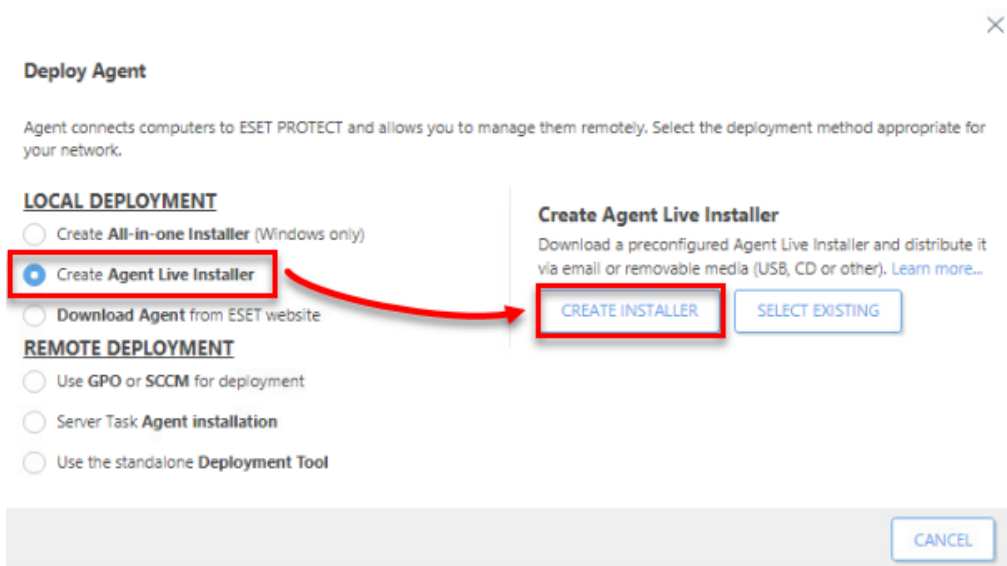 Deploy Agent
Agent connects computers to ESET PROTECT and allows you to manage them remotely. Select the deployment method appropriate for
your network.
LOCAL DEPLOYMENT
Create All-in-one Installer (Windows only)
Create Agent Live Installer
Download Agent from ESET website
REMOTE DEPLOYMENT
Use GPO or SCCM for deployment
Server Task Agent installation
Use the standalone Deployment Tool
Create Agent Live Installer
Download a preconfigured Agent Live Installer and distribute it
via email or removable media (USB, CD or other). Learn more...
CREATE INSTALLER
SELECT EXISTING
CANCEL